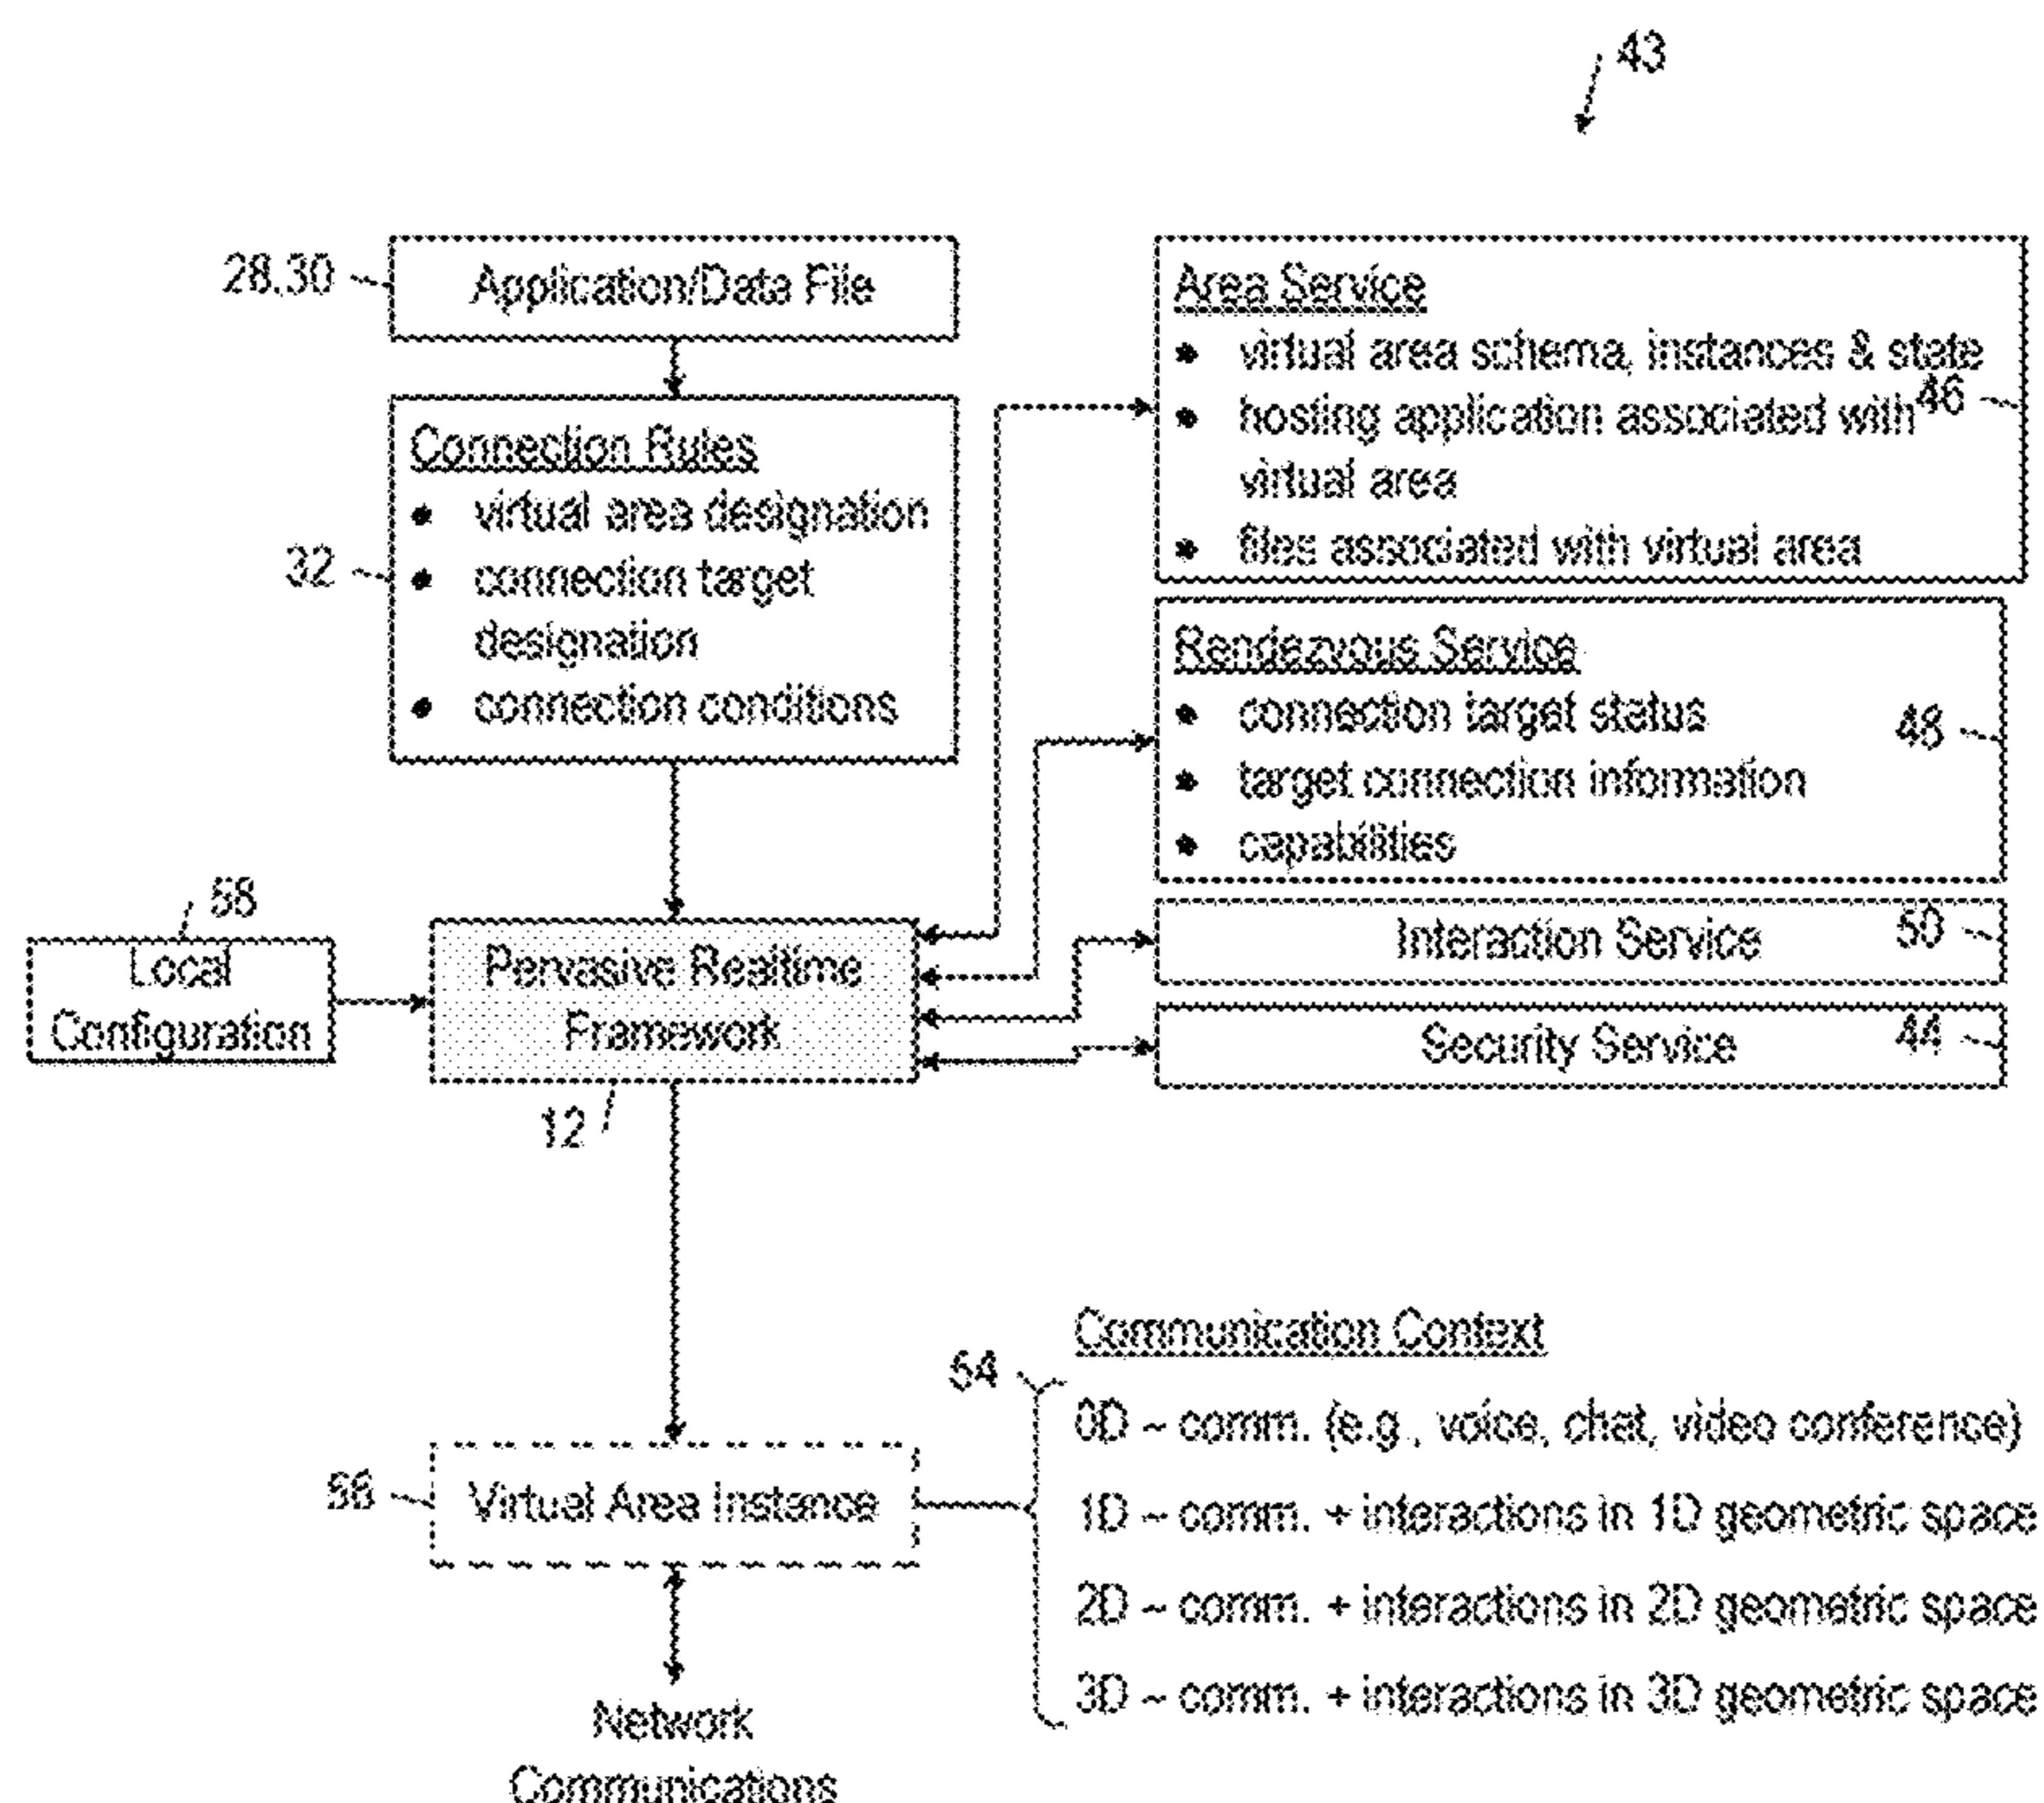 43
28,30
Application/Data File
Connection Rules
• virtual area designation
32
• connection target
designation
• connection conditions
Area Service
• virtual area schema, instances & state
46
• hosting application associated with
virtual area
• files associated with virtual area
Rendezvous Service
• connection target status
48
• target connection information
• capabilities
58
Local
Configuration
Pervasive Realtime
Framework
12
Interaction Service
50
Security Service
44
Communication Context
54
0D – comm. (e.g., voice, chat, video conference)
56
Virtual Area Instance
1D – comm. + interactions in 1D geometric space
2D – comm. + interactions in 2D geometric space
3D – comm. + interactions in 3D geometric space
Network
Communications